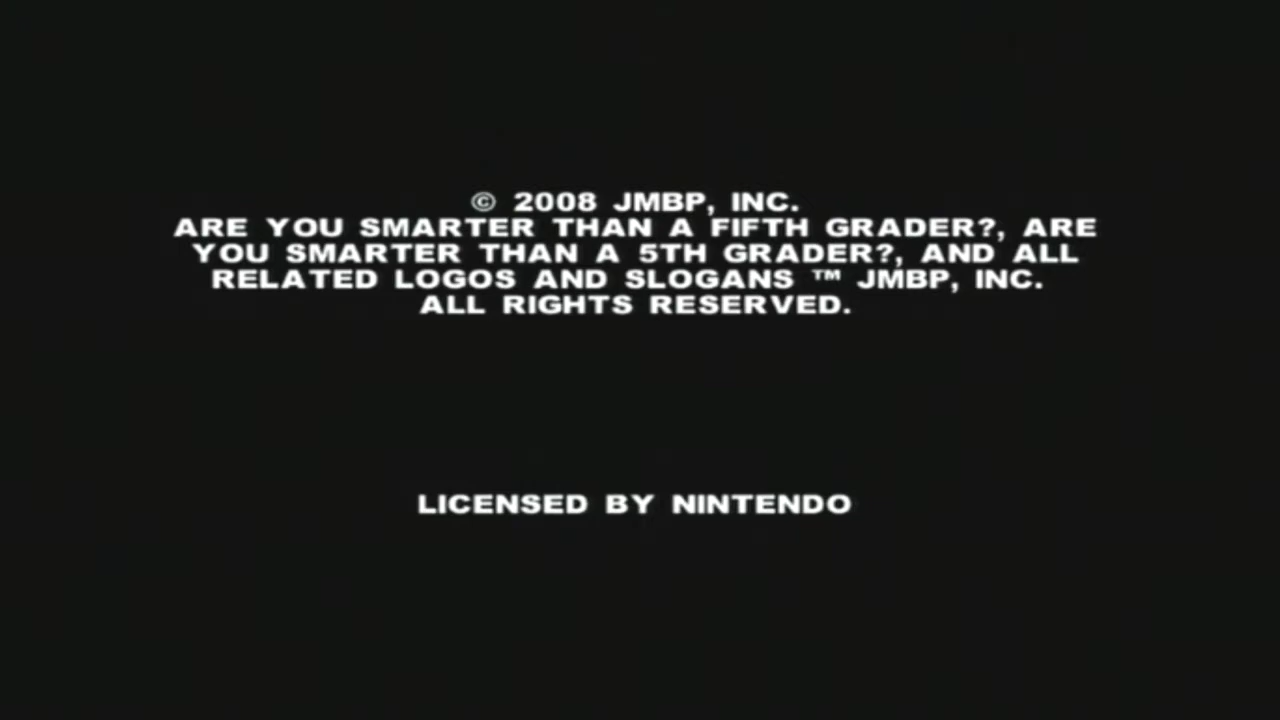 © 2008 JMBP, INC.
ARE YOU SMARTER THAN A FIFTH GRADER?, ARE
YOU SMARTER THAN A 5TH GRADER?, AND ALL
RELATED LOGOS AND SLOGANS ™ JMBP, INC.
ALL RIGHTS RESERVED.
LICENSED BY NINTENDO